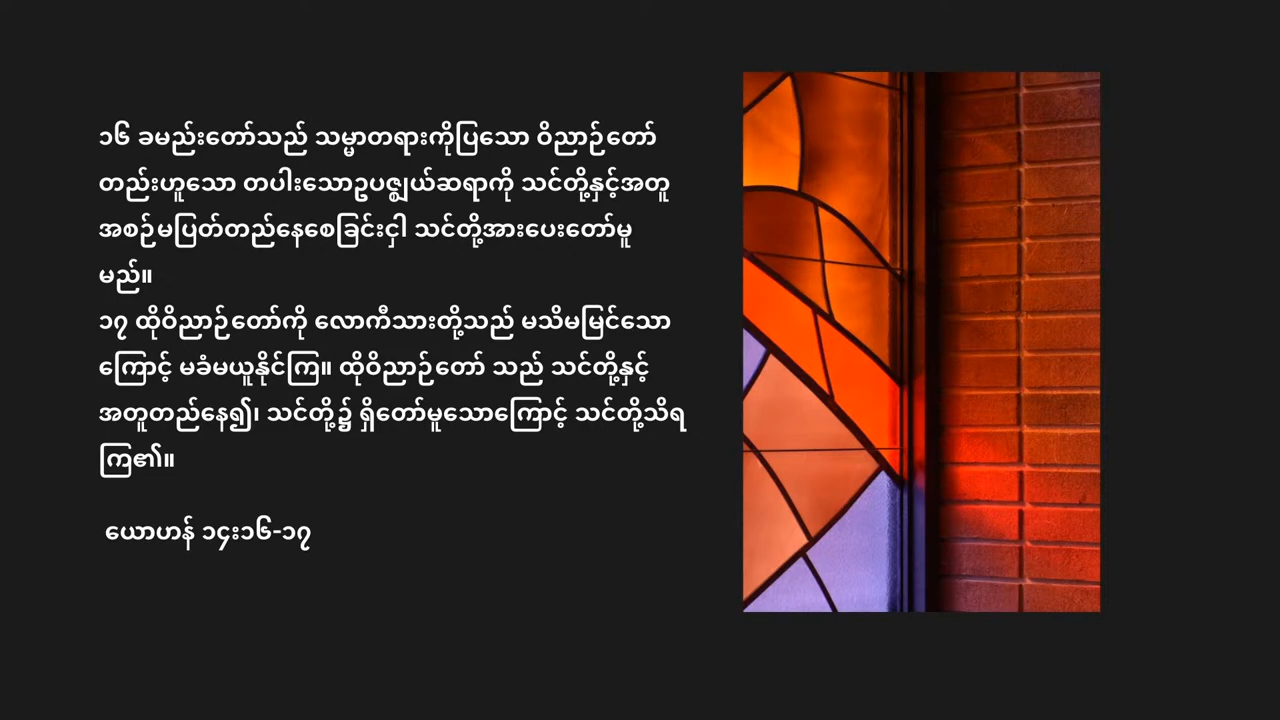 ၁၆ ခမည်းတော်သည် သမ္မာတရားကိုပြသော ဝိညာဉ်တော်
တည်းဟူသော တပါးသောဥပဇ္ဈယ်ဆရာကို သင်တို့နှင့်အတူ
အစဉ်မပြတ်တည်နေစေခြင်းငှါ သင်တို့အားပေးတော်မူ
မည်။
၁၇ ထိုဝိညာဉ်တော်ကို လောကီသားတို့သည် မသိမမြင်သော
ကြောင့် မခံမယူနိုင်ကြ။ ထိုဝိညာဉ်တော် သည် သင်တို့နှင့်
အတူတည်နေ၍၊ သင်တို့၌ ရှိတော်မူသောကြောင့် သင်တို့သိရ
ကြ၏။
ယောဟန် ၁၄း၁၆-၁၇